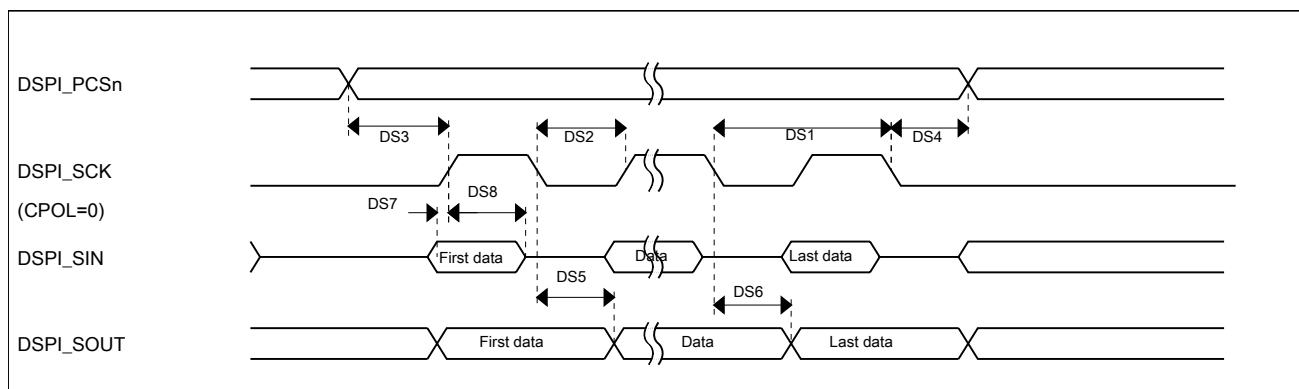 DSPI_PCSn
DS3
DS2
DS1
DS4
DSPI_SCK
(CPOL=0)
DS7
DS8
DSPI_SIN
First data
Data
Last data
DS5
DS6
DSPI_SOUT
First data
Data
Last data